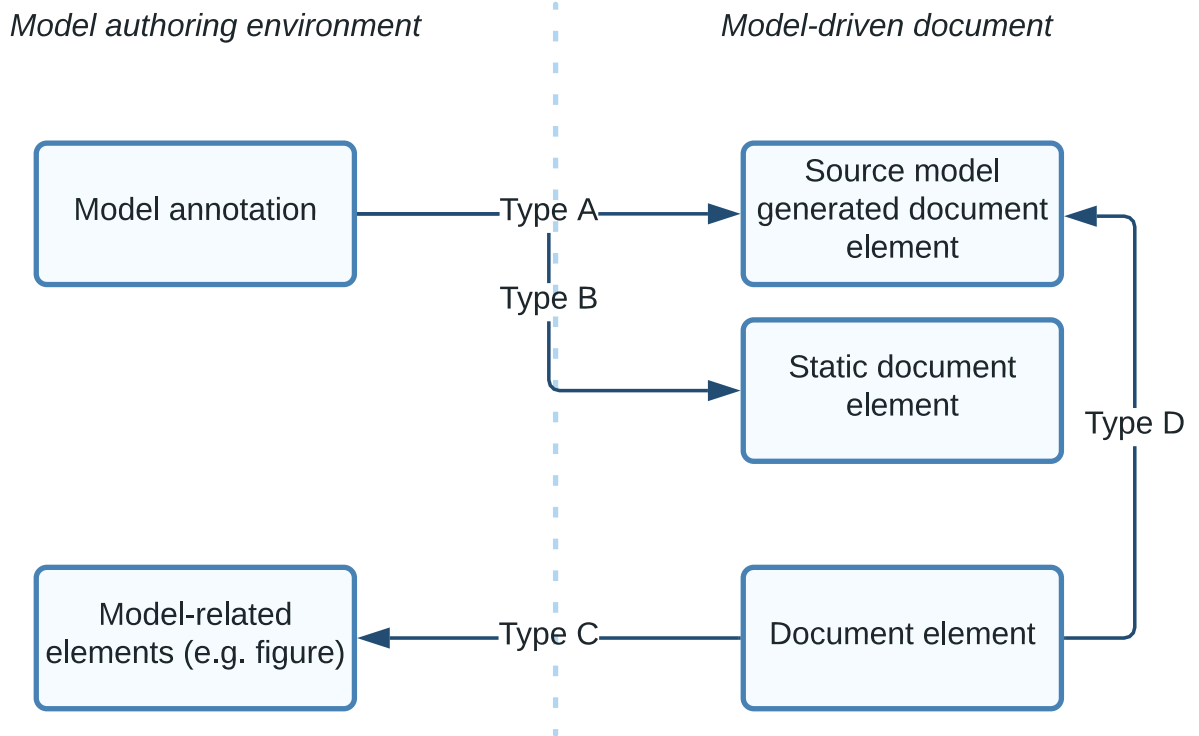 Model authoring environment
Model-driven document
Model annotation
Type A
Source model
generated document
element
Type B
Static document
element
Type D
Model-related
elements (e.g. figure)
Type C
Document element